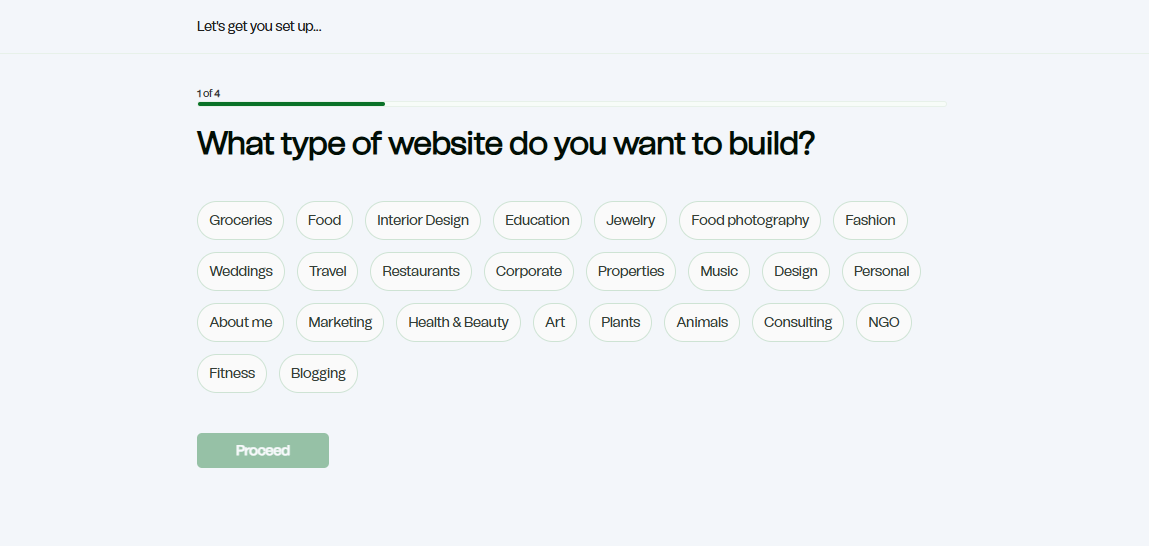 Let's get you set up...
1 of 4
What type of website do you want to build?
Groceries Food Interior Design Education Jewelry Food photography Fashion
Weddings Travel Restaurants Corporate Properties Music Design Personal
About me Marketing Health & Beauty Art Plants Animals Consulting NGO
Fitness Blogging
Proceed